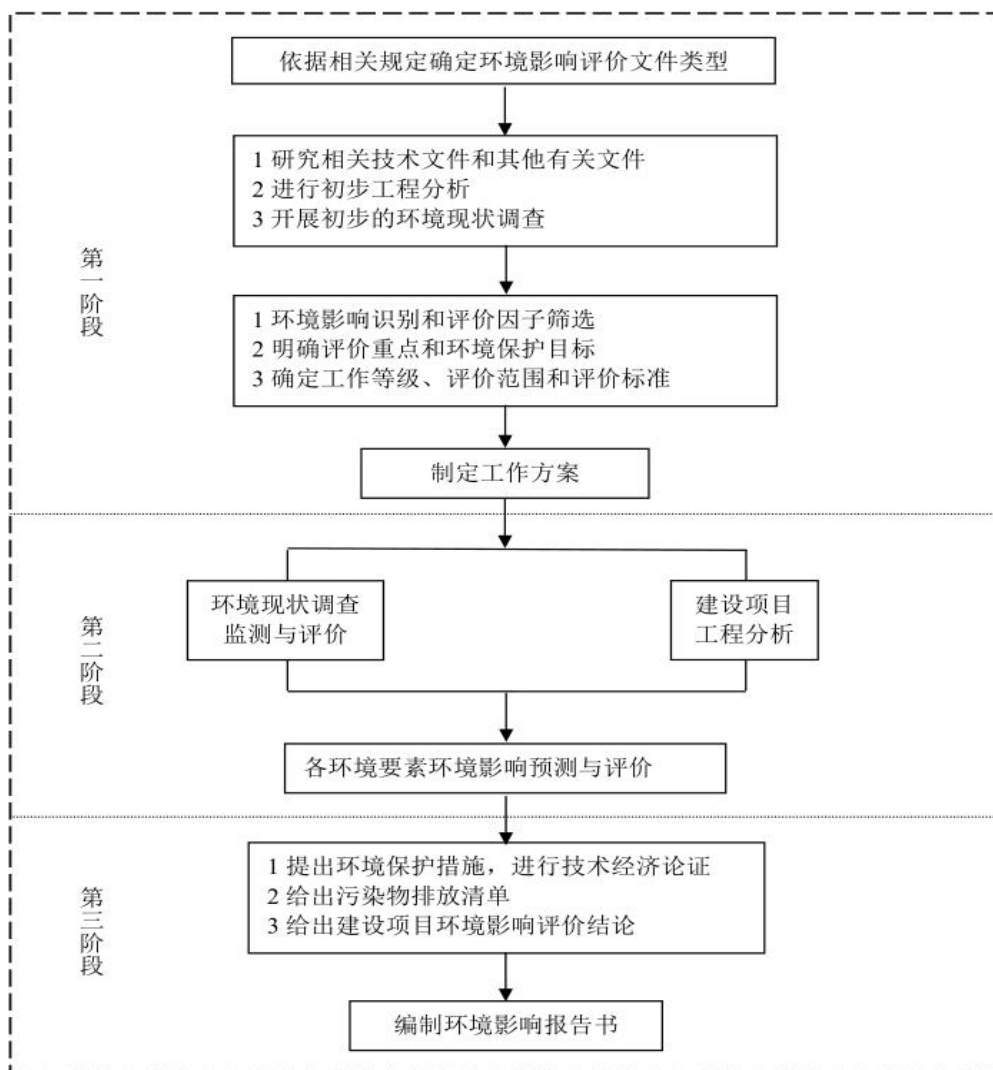 依据相关规定确定环境影响评价文件类型
1 研究相关技术文件和其他有关文件
2 进行初步工程分析
3 开展初步的环境现状调查
第一阶段
1 环境影响识别和评价因子筛选
2 明确评价重点和环境保护目标
3 确定工作等级、评价范围和评价标准
制定工作方案
第二阶段
环境现状调查
监测与评价
建设项目
工程分析
各环境要素环境影响预测与评价
第三阶段
1 提出环境保护措施，进行技术经济论证
2 给出污染物排放清单
3 给出建设项目环境影响评价结论
编制环境影响报告书